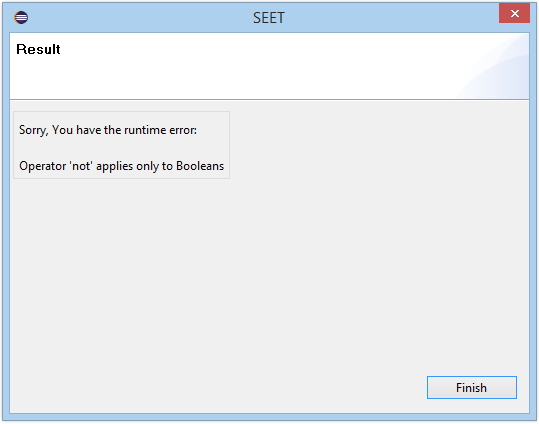 SEET
Result
Sorry, You have the runtime error:
Operator 'not' applies only to Booleans
Finish